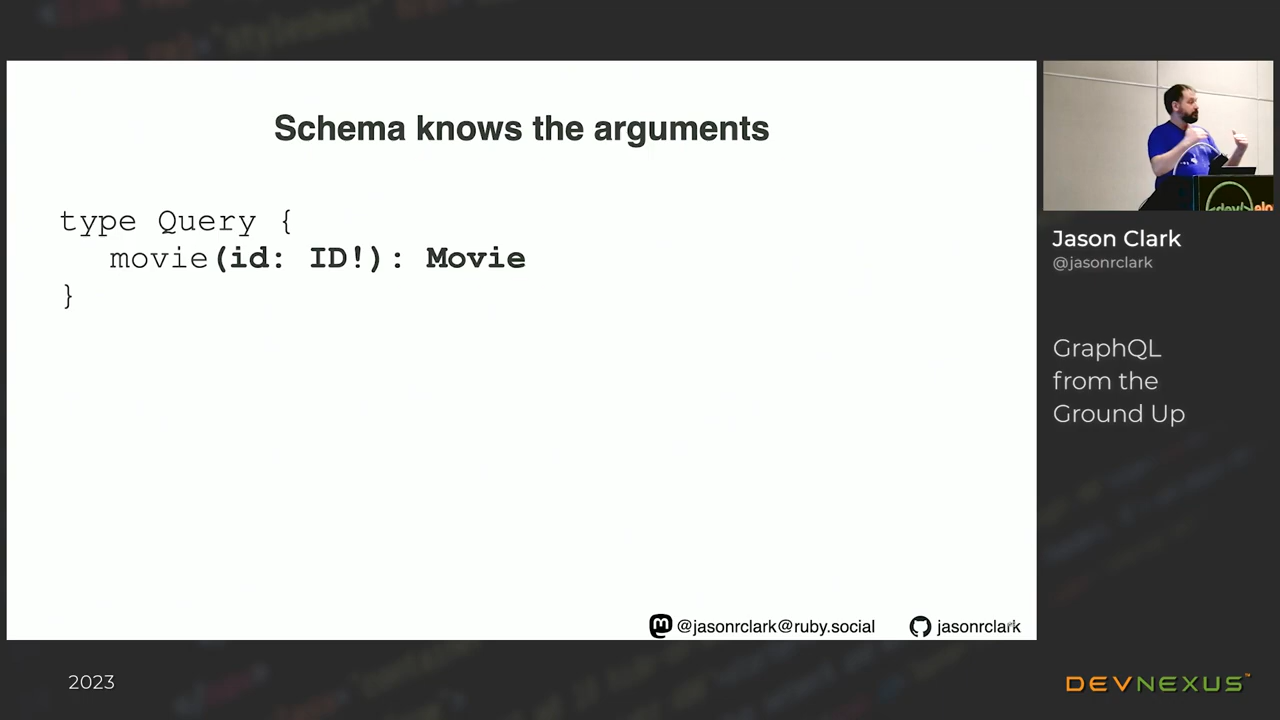 Schema knows the arguments
type Query {
movie(id: ID!): Movie
}
@jasonrclark@ruby.social
jasonrclark
Jason Clark
@jasonrclark
GraphQL
from the
Ground Up
2023
DEVNEXUS™